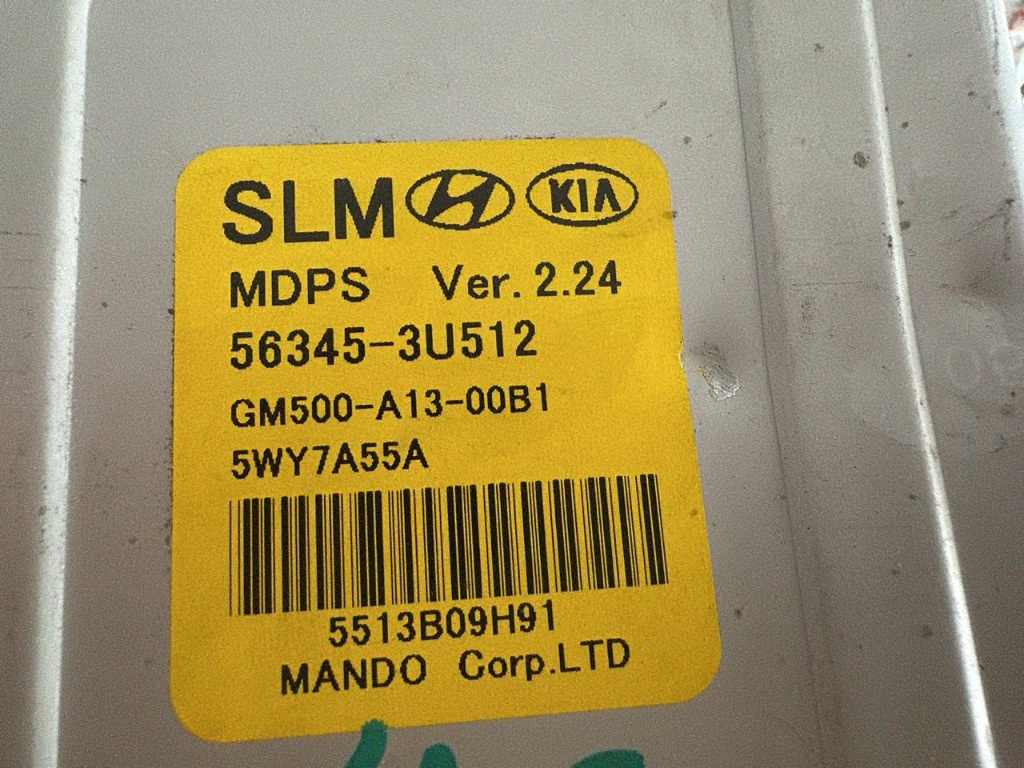 SLM KIA
MDPS Ver. 2.24
56345-3U512
GM500-A13-00B1
5WY7A55A
5513B09H91
MANDO Corp.LTD